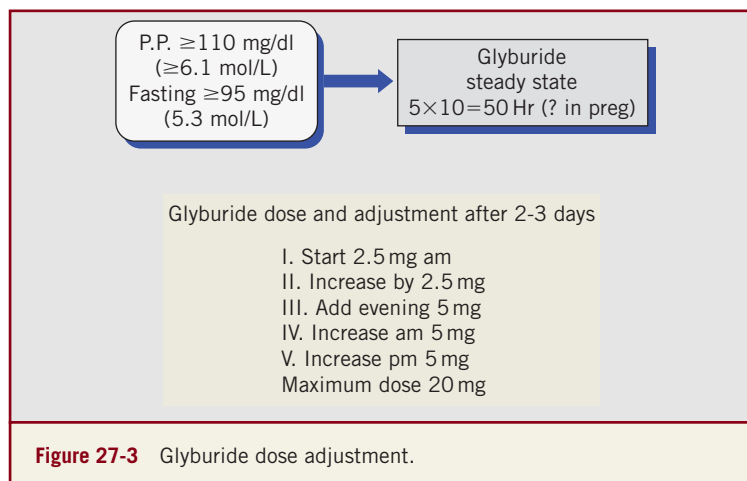 P.P. ≥110 mg/dl
(≥6.1 mol/L)
Fasting ≥95 mg/dl
(5.3 mol/L)
Glyburide
steady state
5×10=50 Hr (? in preg)
Glyburide dose and adjustment after 2-3 days
I. Start 2.5 mg am
II. Increase by 2.5 mg
III. Add evening 5 mg
IV. Increase am 5 mg
V. Increase pm 5 mg
Maximum dose 20 mg
Figure 27-3 Glyburide dose adjustment.